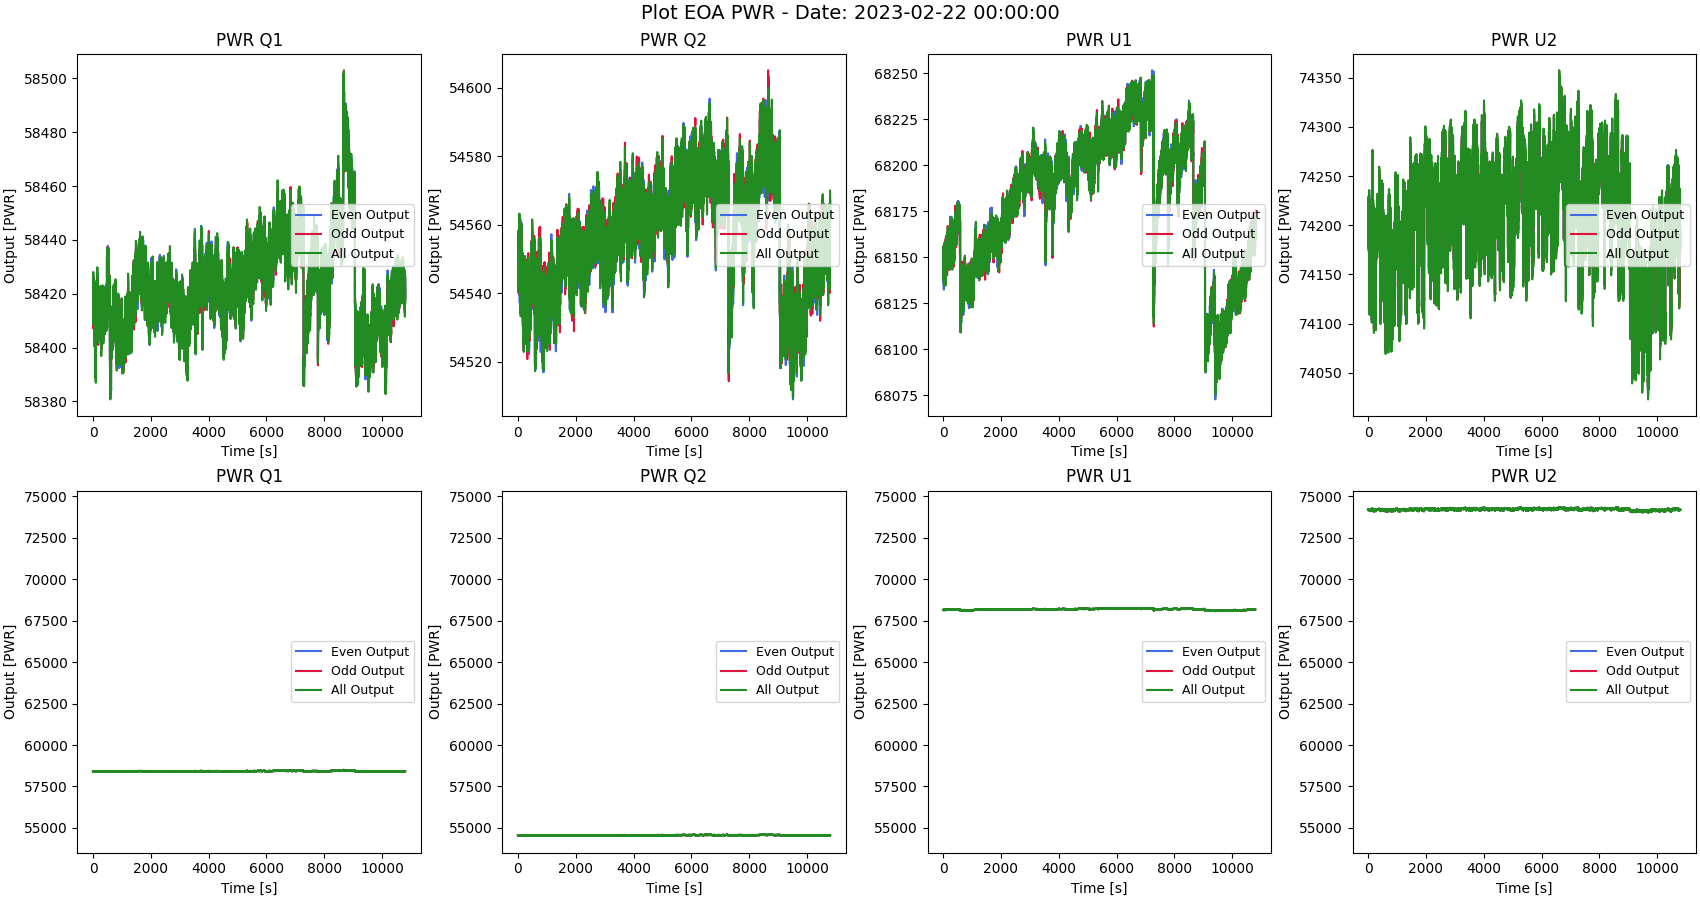 Plot EOA PWR - Date: 2023-02-22 00:00:00
PWR Q1
Output [PWR]
58500
58480
58460
58440
58420
58400
58380
Even Output
Odd Output
All Output
0 2000 4000 6000 8000 10000
Time [s]
PWR Q2
Output [PWR]
54600
54580
54560
54540
54520
Even Output
Odd Output
All Output
0 2000 4000 6000 8000 10000
Time [s]
PWR U1
Output [PWR]
68250
68225
68200
68175
68150
68125
68100
68075
Even Output
Odd Output
All Output
0 2000 4000 6000 8000 10000
Time [s]
PWR U2
Output [PWR]
74350
74300
74250
74200
74150
74100
74050
Even Output
Odd Output
All Output
0 2000 4000 6000 8000 10000
Time [s]
PWR Q1
Output [PWR]
75000
72500
70000
67500
65000
62500
60000
57500
55000
Even Output
Odd Output
All Output
0 2000 4000 6000 8000 10000
Time [s]
PWR Q2
Output [PWR]
75000
72500
70000
67500
65000
62500
60000
57500
55000
Even Output
Odd Output
All Output
0 2000 4000 6000 8000 10000
Time [s]
PWR U1
Output [PWR]
75000
72500
70000
67500
65000
62500
60000
57500
55000
Even Output
Odd Output
All Output
0 2000 4000 6000 8000 10000
Time [s]
PWR U2
Output [PWR]
75000
72500
70000
67500
65000
62500
60000
57500
55000
Even Output
Odd Output
All Output
0 2000 4000 6000 8000 10000
Time [s]